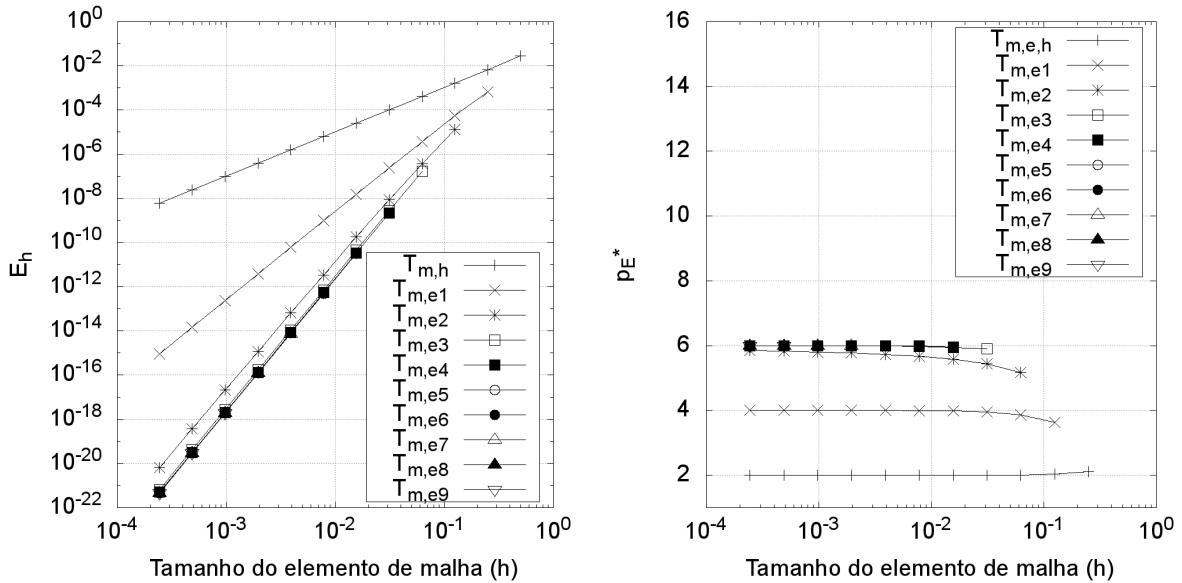 10^0
10^-2
10^-4
10^-6
10^-8
10^-10
10^-12
10^-14
10^-16
10^-18
10^-20
10^-22
E_h
10^-4 10^-3 10^-2 10^-1 10^0
Tamanho do elemento de malha (h)
T_m,h
T_m,e1
T_m,e2
T_m,e3
T_m,e4
T_m,e5
T_m,e6
T_m,e7
T_m,e8
T_m,e9
16
14
12
10
8
6
4
2
p_E*
10^-4 10^-3 10^-2 10^-1 10^0
Tamanho do elemento de malha (h)
T_m,e,h
T_m,e1
T_m,e2
T_m,e3
T_m,e4
T_m,e5
T_m,e6
T_m,e7
T_m,e8
T_m,e9